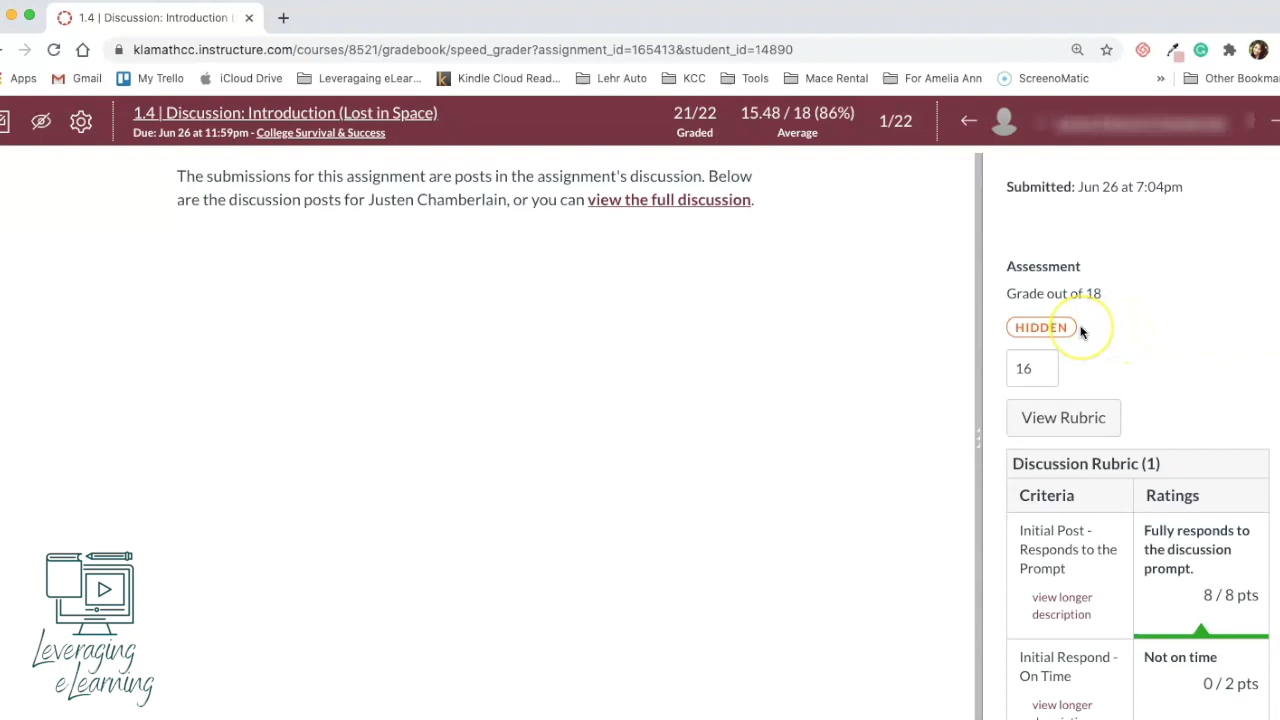 1.4 | Discussion: Introduction (
klamathcc.instructure.com/courses/8521/gradebook/speed_grader?assignment_id=165413&student_id=14890
Apps Gmail My Trello iCloud Drive Leveraging eLear... Kindle Cloud Read... Lehr Auto KCC Tools Mace Rental For Amelia Ann ScreenoMatic » Other Bookma
1.4 | Discussion: Introduction (Lost in Space) 21/22 15.48 / 18 (86%) 1/22
Due: Jun 26 at 11:59pm - College Survival & Success Graded Average
The submissions for this assignment are posts in the assignment's discussion. Below
are the discussion posts for Justen Chamberlain, or you can view the full discussion.
Submitted: Jun 26 at 7:04pm
Assessment
Grade out of 18
HIDDEN
16
View Rubric
Discussion Rubric (1)
Criteria Ratings
Initial Post -
Responds to the
Prompt
view longer
description
Fully responds to
the discussion
prompt.
8 / 8 pts
Initial Respond -
On Time
view longer
Not on time
0 / 2 pts
Leveraging
eLearning